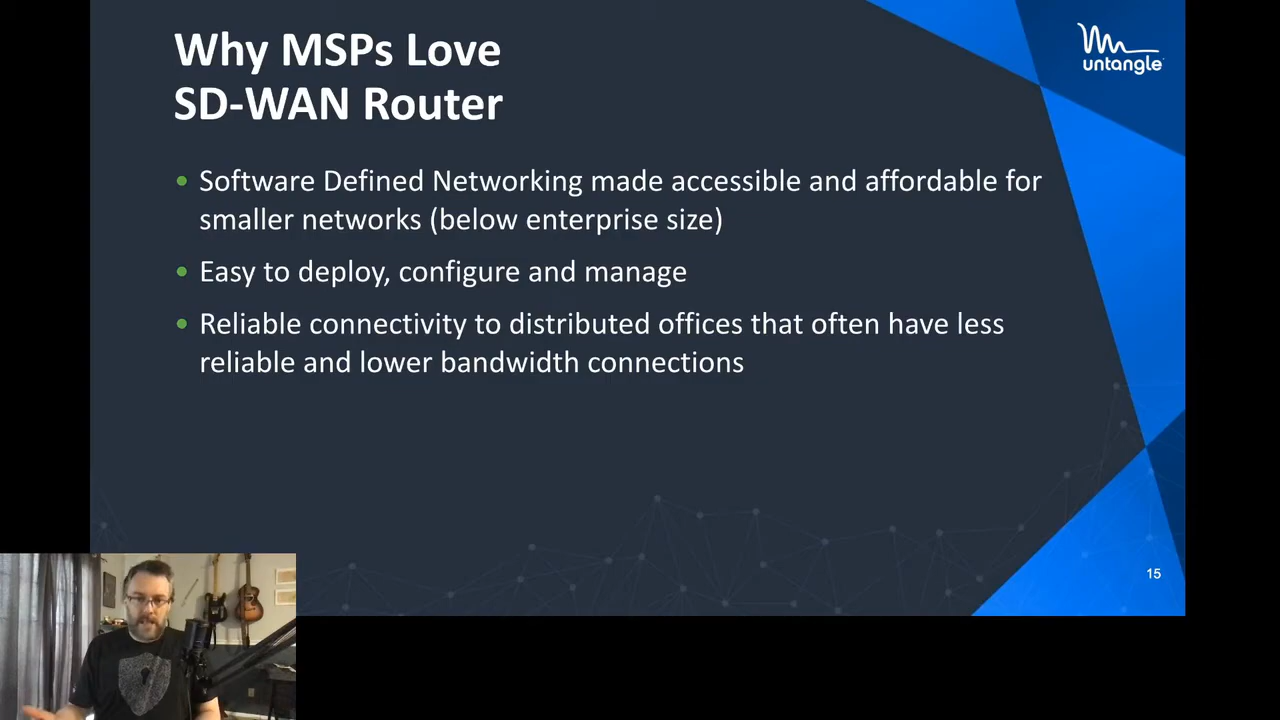 Why MSPs Love
SD-WAN Router
untangle
• Software Defined Networking made accessible and affordable for
smaller networks (below enterprise size)
• Easy to deploy, configure and manage
• Reliable connectivity to distributed offices that often have less
reliable and lower bandwidth connections
15